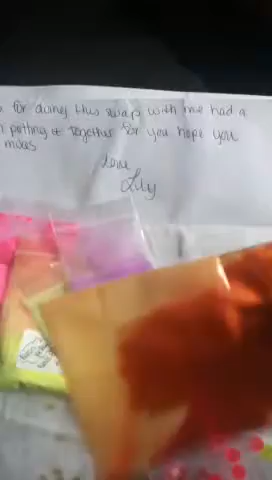 for doing this swap with me had a
putting it together for you hope you
love
Lily